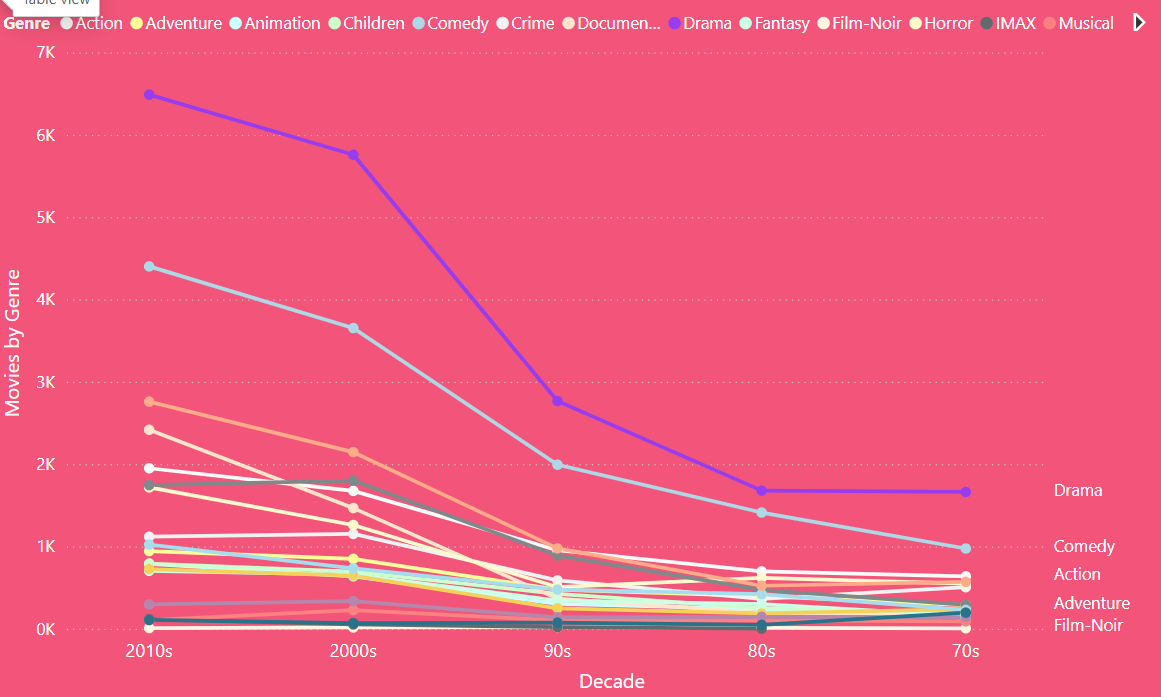 Table view
Genre Action Adventure Animation Children Comedy Crime Documen... Drama Fantasy Film-Noir Horror IMAX Musical
7K
6K
5K
4K
3K
2K
1K
0K
Movies by Genre
Drama
Comedy
Action
Adventure
Film-Noir
2010s 2000s 90s 80s 70s
Decade